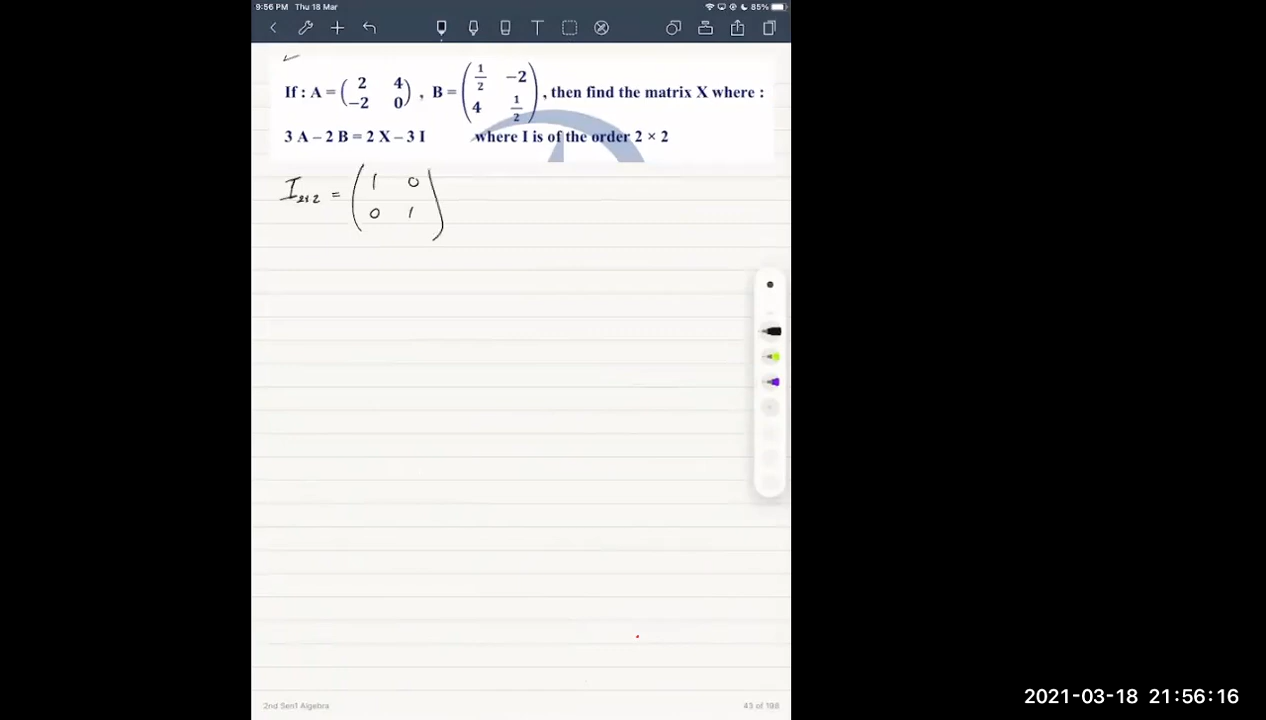 9:56 PM Thu 18 Mar 85%
If : A = ( 2 4 −2 0 ) , B = ( 1/2 −2 4 1/2 ) , then find the matrix X where :
3 A – 2 B = 2 X – 3 I where I is of the order 2 × 2
I2×2 = ( 1 0 0 1 )
2nd Sen1 Algebra 43 of 198
2021-03-18 21:56:16